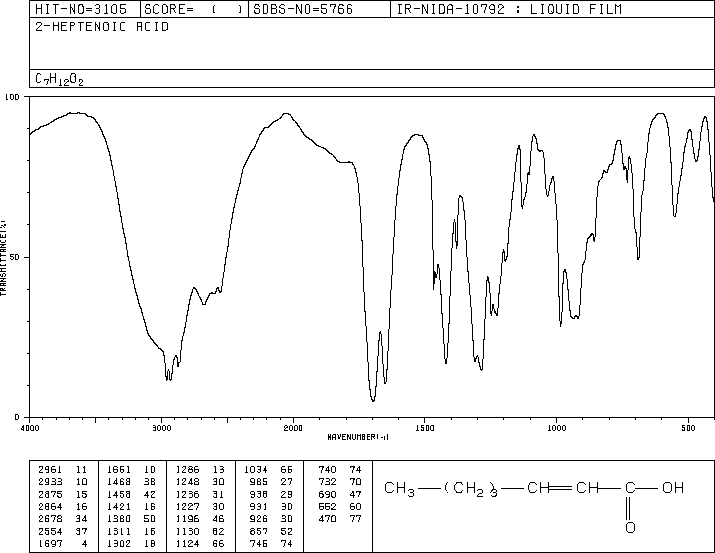 HIT-NO=3105 SCORE= ( ) SDBS-NO=5766 IR-NIDA-10792 : LIQUID FILM
2-HEPTENOIC ACID
C7H12O2
100
50
0
TRANSMITTANCE(%)
4000 3000 2000 1500 1000 500
WAVENUMBER(-1)
2961 11 1651 10 1286 13 1034 66 740 74
2933 10 1468 38 1248 30 985 27 732 70
2875 15 1458 42 1236 31 938 29 690 47
2864 16 1421 16 1227 30 931 30 552 60
2678 34 1380 50 1196 46 926 30 470 77
2554 37 1311 16 1130 82 857 52
1697 4 1302 18 1124 66 746 74
CH3—(CH2)3—CH=CH—C—OH
O